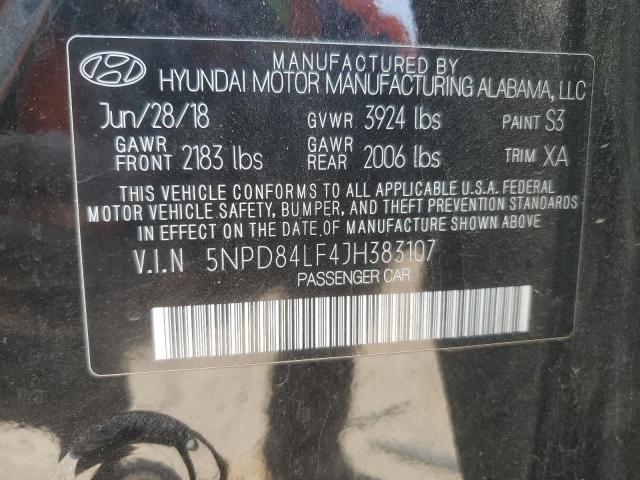 MANUFACTURED BY
HYUNDAI MOTOR MANUFACTURING ALABAMA, LLC
Jun/28/18 GVWR 3924 lbs PAINT S3
GAWR FRONT 2183 lbs GAWR REAR 2006 lbs TRIM XA
THIS VEHICLE CONFORMS TO ALL APPLICABLE U.S.A. FEDERAL
MOTOR VEHICLE SAFETY, BUMPER, AND THEFT PREVENTION STANDARDS
IN EFFECT ON THE DATE OF MANUFACTURE SHOWN ABOVE.
V.I.N 5NPD84LF4JH383107
PASSENGER CAR